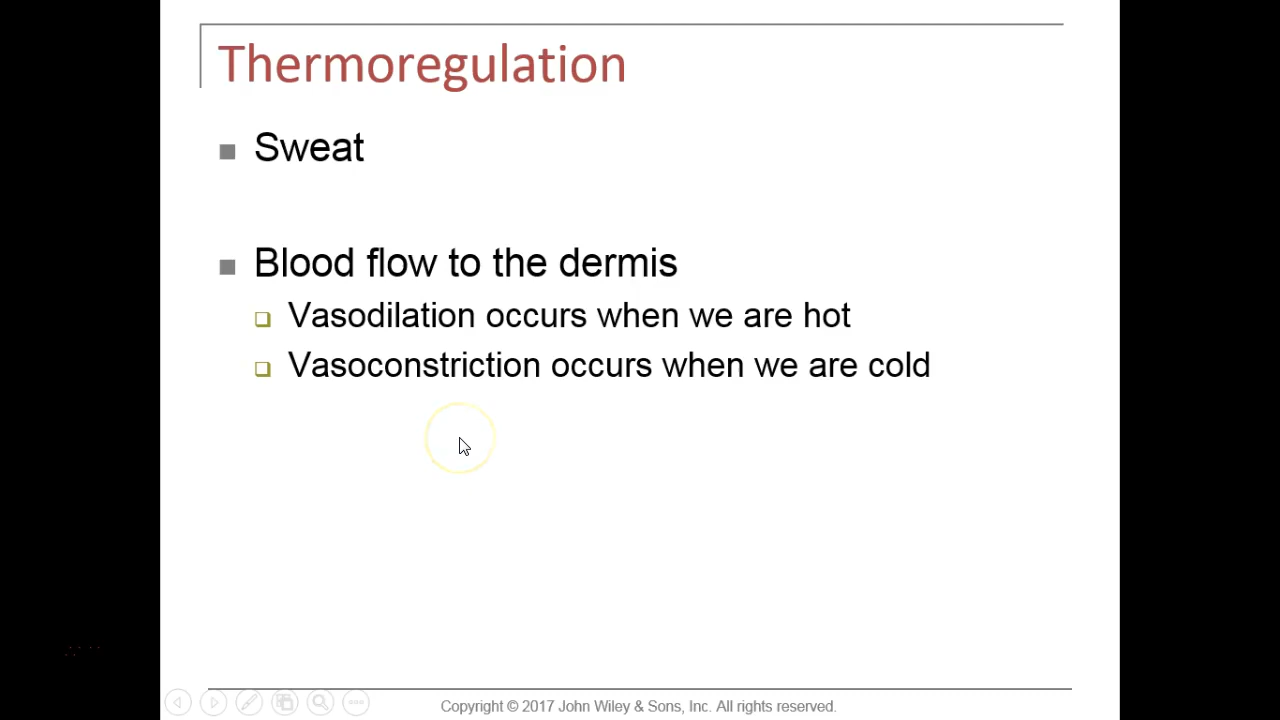 Thermoregulation
Sweat
Blood flow to the dermis
Vasodilation occurs when we are hot
Vasoconstriction occurs when we are cold
Copyright © 2017 John Wiley & Sons, Inc. All rights reserved.